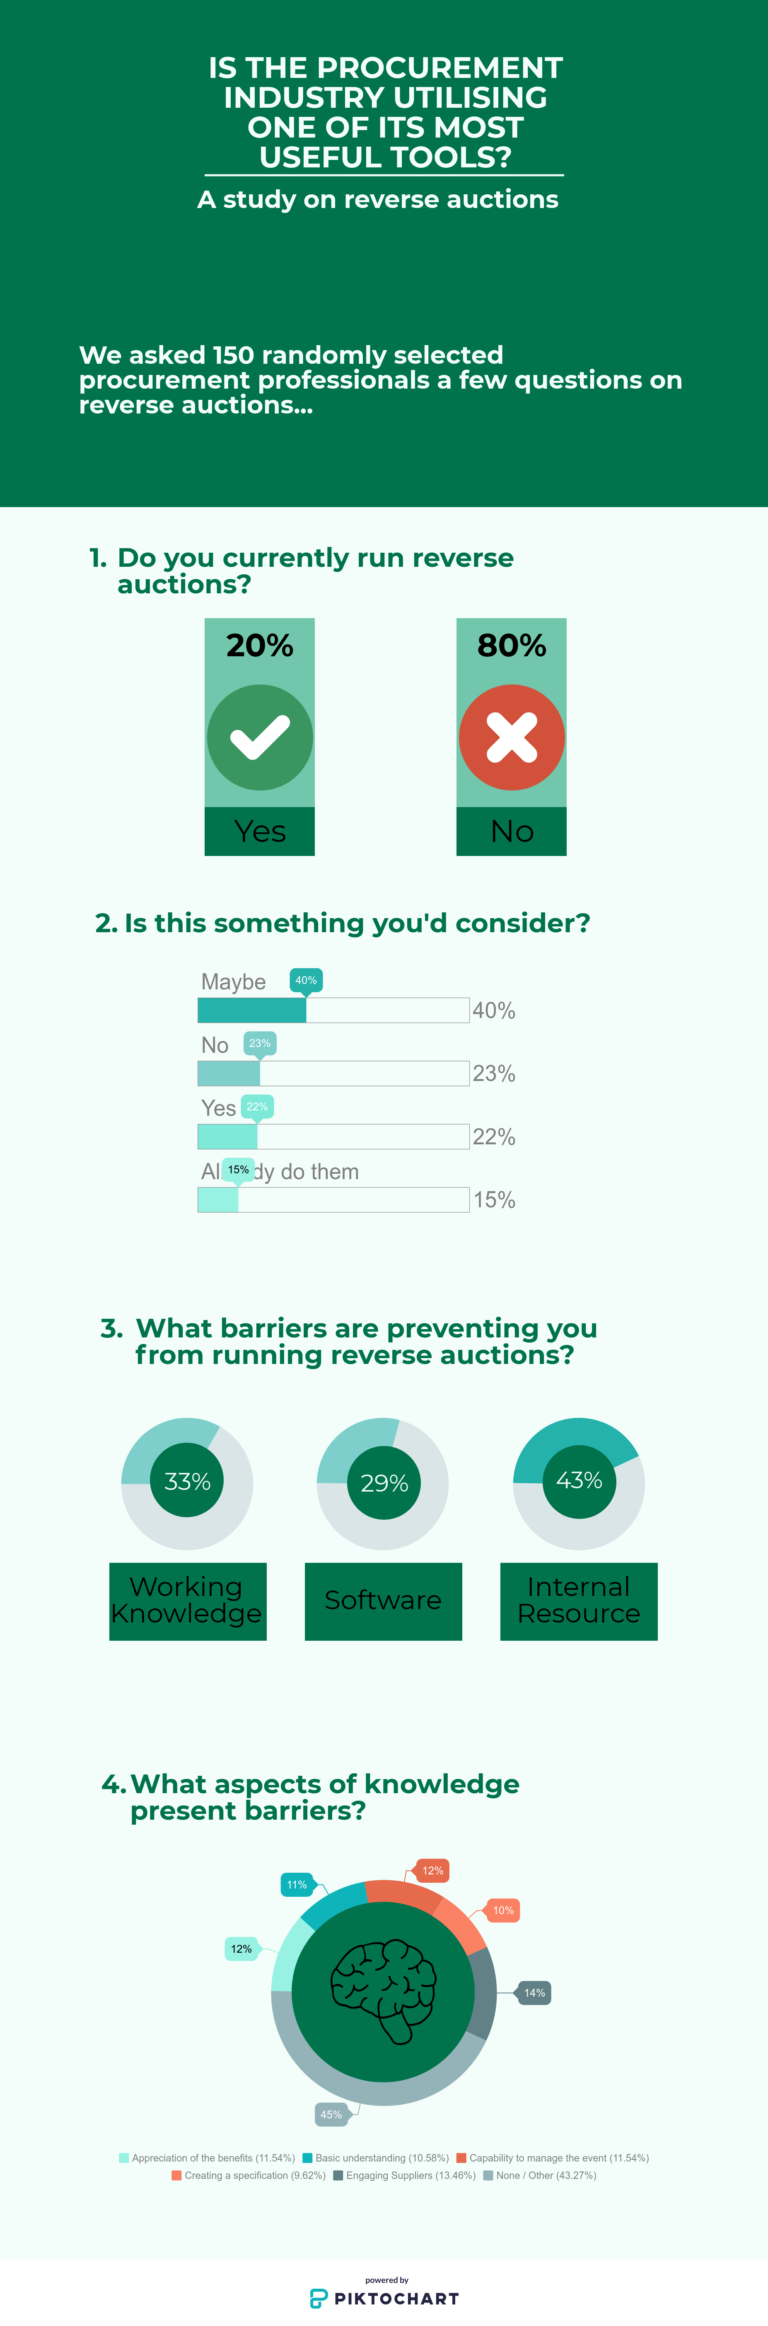 IS THE PROCUREMENT
INDUSTRY UTILISING
ONE OF ITS MOST
USEFUL TOOLS?
A study on reverse auctions
We asked 150 randomly selected
procurement professionals a few questions on
reverse auctions...
1. Do you currently run reverse
auctions?
20%
80%
Yes
No
2. Is this something you'd consider?
Maybe
40%
40%
No
23%
23%
Yes
22%
22%
15%
do them
15%
3. What barriers are preventing you
from running reverse auctions?
33%
29%
43%
Working
Knowledge
Software
Internal
Resource
4. What aspects of knowledge
present barriers?
12%
11%
10%
12%
14%
45%
Appreciation of the benefits (11.54%) Basic understanding (10.58%) Capability to manage the event (11.54%)
Creating a specification (9.62%) Engaging Suppliers (13.46%) None / Other (43.27%)
powered by
PIKTOCHART